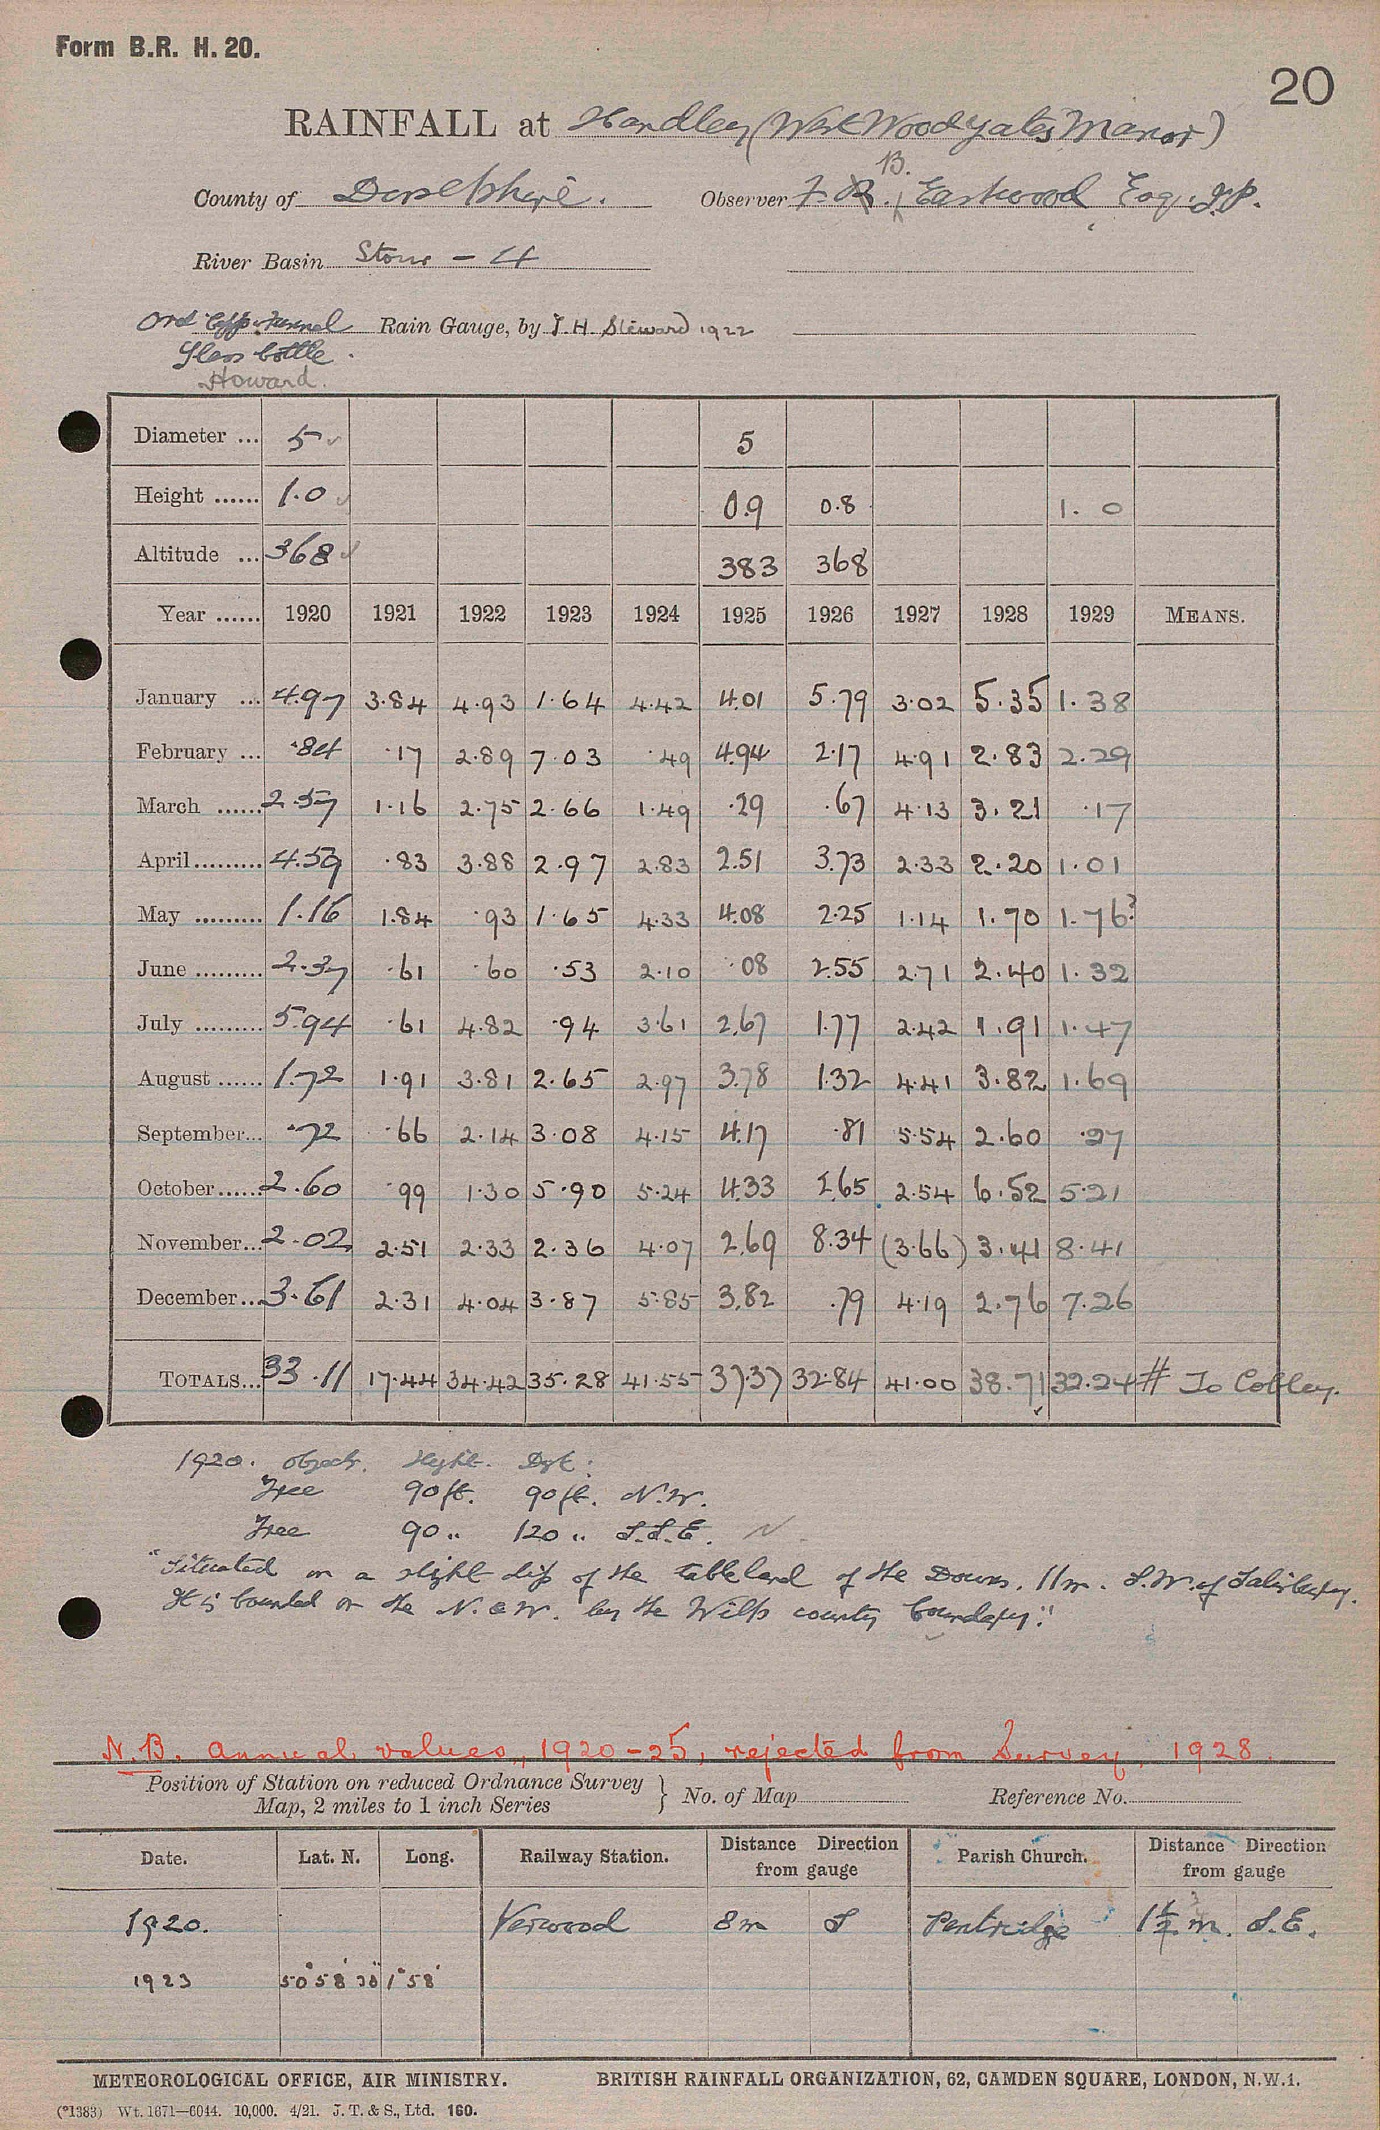 Form B.R. H. 20.
20
RAINFALL at Handley (West Woodyates Manor)
B.
County of Dorsetshire. Observer F. R. Eastwood Esq. J.P.
River Basin Stour - 4
Ord Copp. Funnel Rain Gauge, by J. H. Steward 1922
Glass bottle.
Howard.
Diameter ... 5 5
Height ...... 1.0 0.9 0.8 1.0
Altitude ... 368 383 368
Year ...... 1920 1921 1922 1923 1924 1925 1926 1927 1928 1929 MEANS.
January ... 4.97 3.84 4.93 1.64 4.42 4.01 5.79 3.02 5.35 1.38
February ... .84 .17 2.89 7.03 .49 4.94 2.17 4.91 2.83 2.29
March ...... 2.57 1.16 2.75 2.66 1.49 .29 .67 4.13 3.21 .17
April ......... 4.59 .83 3.88 2.97 2.83 2.51 3.73 2.33 2.20 1.01
May ......... 1.16 1.84 .93 1.65 4.33 4.08 2.25 1.14 1.70 1.76?
June ......... 2.37 .61 .60 .53 2.10 .08 2.55 2.71 2.40 1.32
July ......... 5.94 .61 4.82 .94 3.61 2.67 1.77 2.42 1.91 1.47
August ...... 1.72 1.91 3.81 2.65 2.97 3.78 1.32 4.41 3.82 1.69
September... .72 .66 2.14 3.08 4.15 4.17 .81 5.54 2.60 .27
October ...... 2.60 .99 1.30 5.90 5.24 4.33 2.65 2.54 6.52 5.21
November... 2.02 2.51 2.33 2.36 4.07 2.69 8.34 (3.66) 3.41 8.41
December... 3.61 2.31 4.04 3.87 5.85 3.82 .79 4.19 2.76 7.26
TOTALS... 33.11 17.44 34.42 35.28 41.55 37.37 32.84 41.00 38.71 32.24 # To Cobley.
1920. Objects. Height. Dist.
Tree 90 ft. 90 ft. N.W.
Tree 90 " 120 " S.S.E. N
"Situated on a slight dip of the tableland of the Downs. 11 m. S.W. of Salisbury.
It is bounded on the N. & W. by the Wilts county boundary."
N.B. Annual values, 1920-25, rejected from Survey, 1928.
Position of Station on reduced Ordnance Survey Map, 2 miles to 1 inch Series } No. of Map Reference No.
Date. Lat. N. Long. Railway Station. Distance Direction from gauge Parish Church. Distance Direction from gauge
1920. Verwood 8 m S Pentridge 1½ m. S.E.
1923 50°58'30" 1°58'
METEOROLOGICAL OFFICE, AIR MINISTRY. BRITISH RAINFALL ORGANIZATION, 62, CAMDEN SQUARE, LONDON, N.W.1.
(*1383) Wt. 1871—6044. 10,000. 4/21. J. T. & S., Ltd. 160.